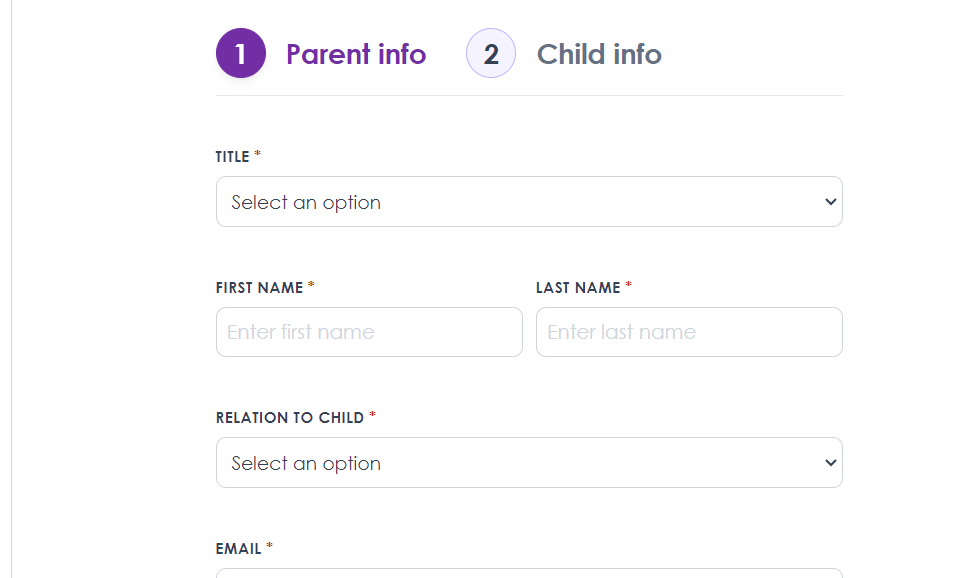 1 Parent info 2 Child info
TITLE *
Select an option
FIRST NAME * LAST NAME *
Enter first name Enter last name
RELATION TO CHILD *
Select an option
EMAIL *